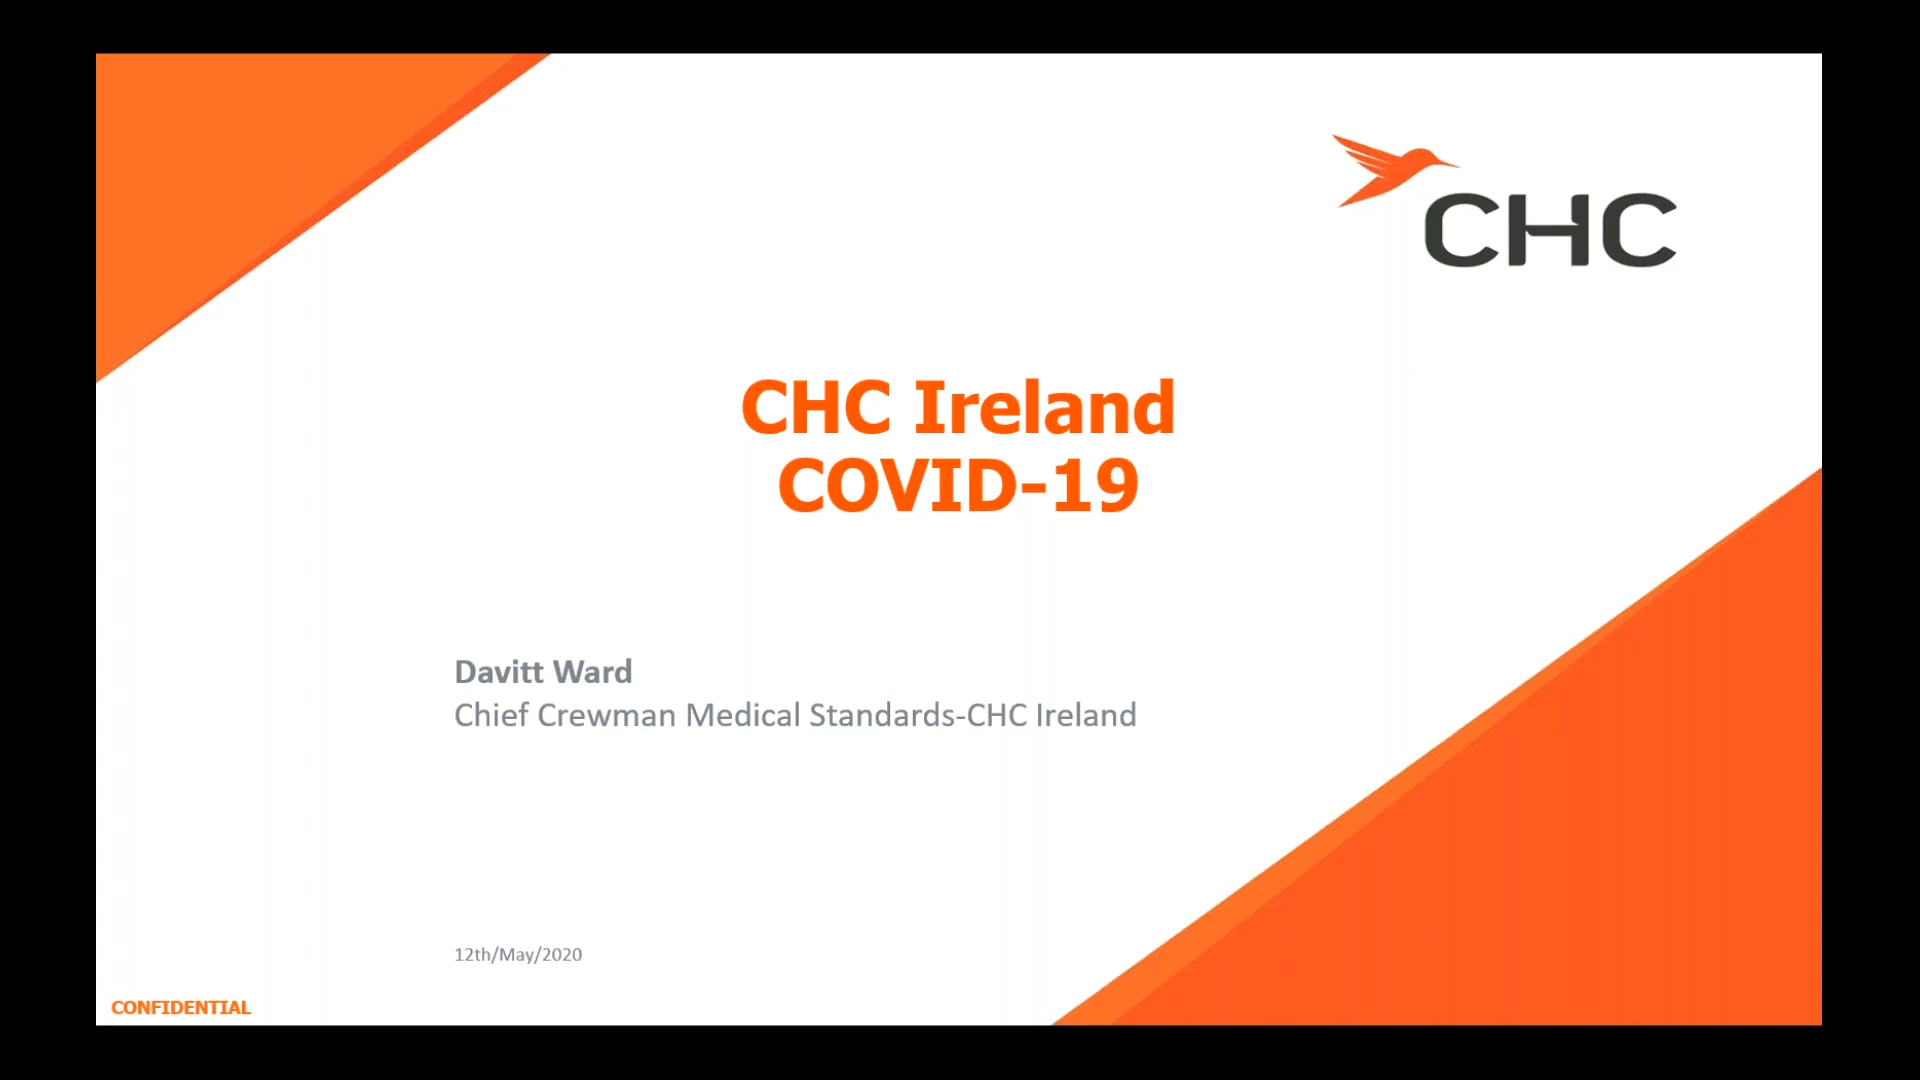 CHC
CHC Ireland
COVID-19
Davitt Ward
Chief Crewman Medical Standards-CHC Ireland
12th/May/2020
CONFIDENTIAL